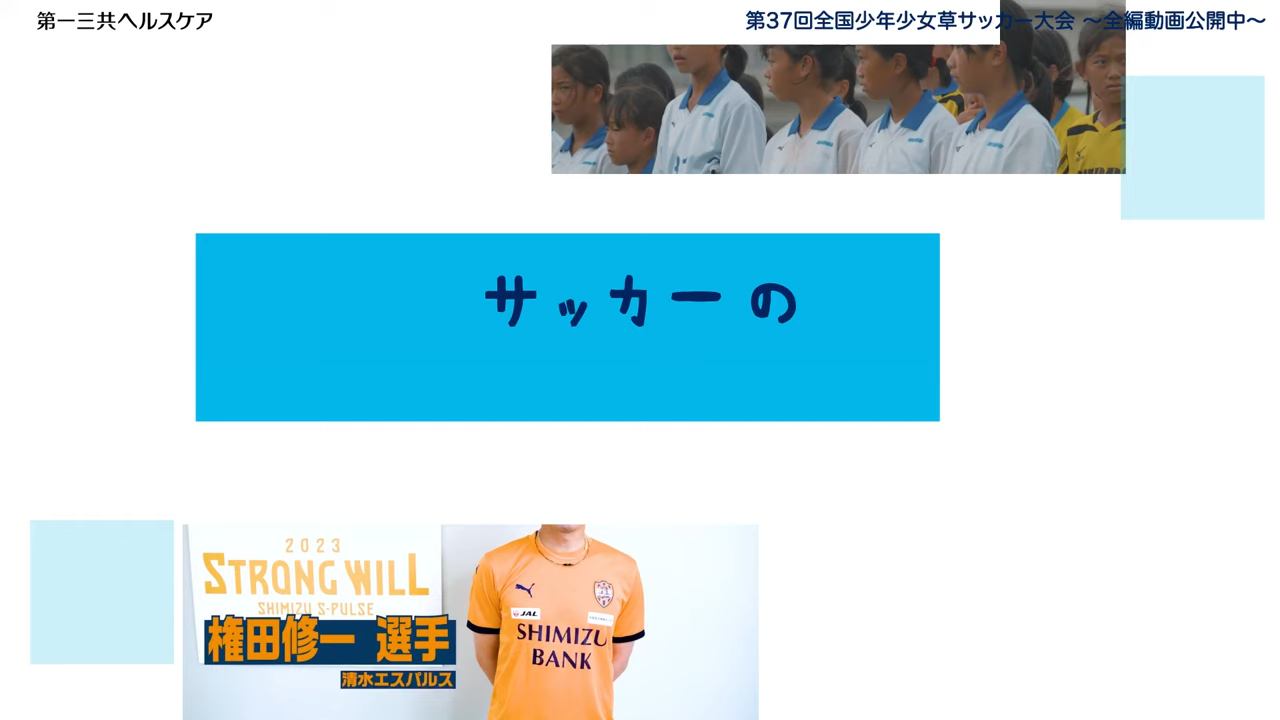 第一三共ヘルスケア
第37回全国少年少女草サッカー大会 〜全編動画公開中〜
サッカーの
2023
STRONG WILL
SHIMIZU S-PULSE
権田修一 選手
清水エスパルス
JAL
SHIMIZU
BANK